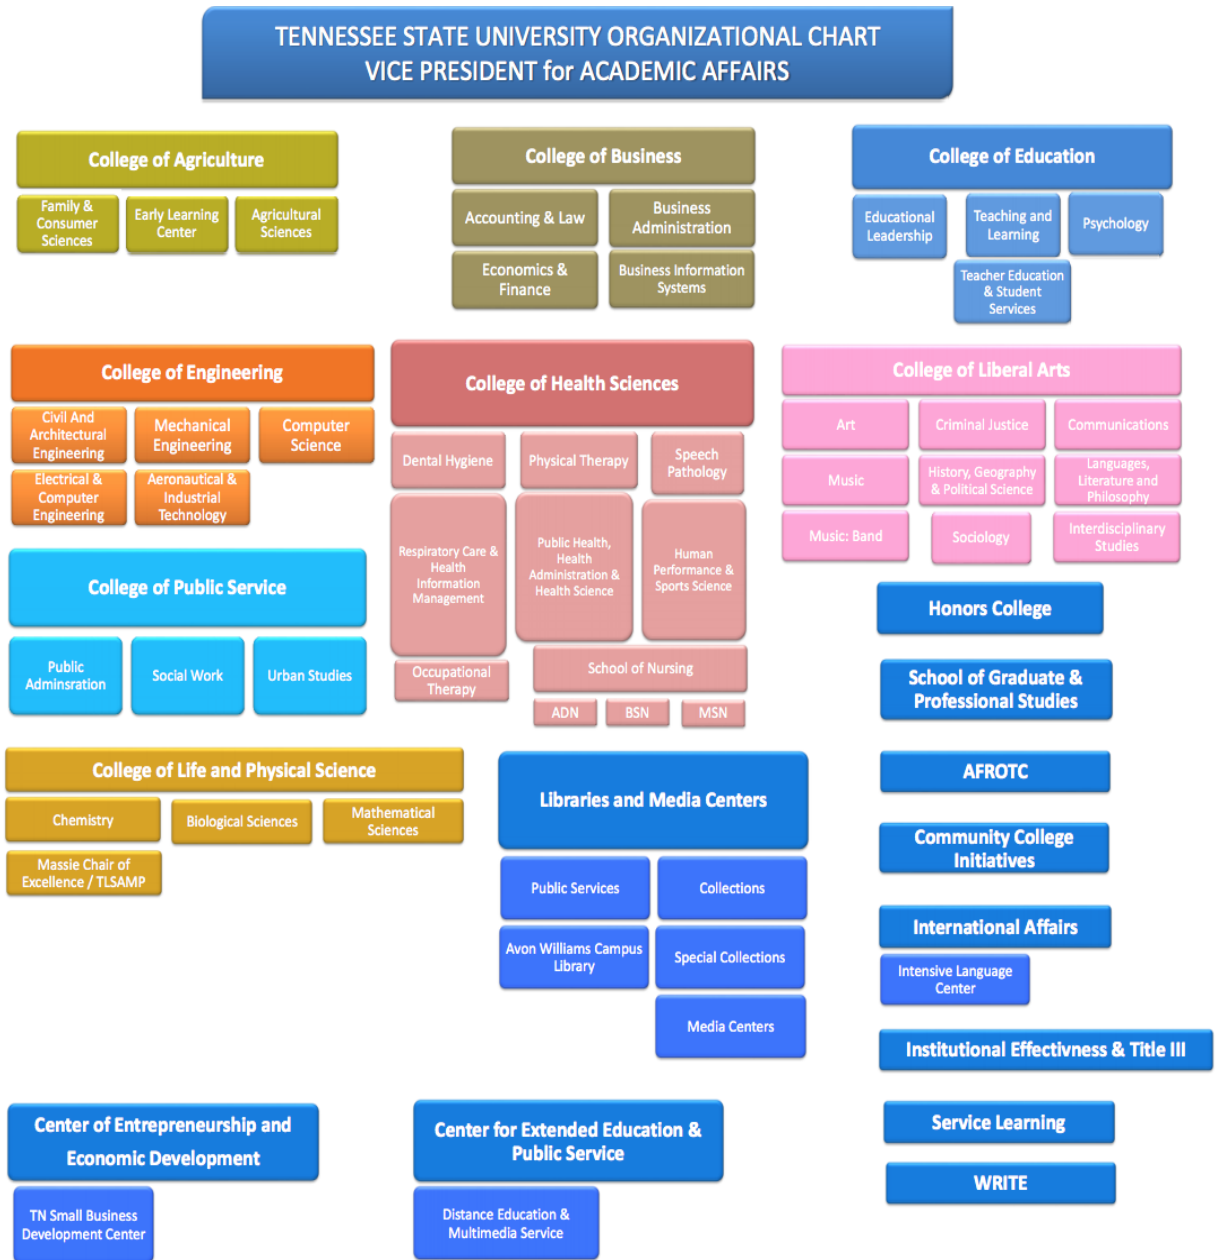 TENNESSEE STATE UNIVERSITY ORGANIZATIONAL CHART
VICE PRESIDENT for ACADEMIC AFFAIRS
College of Agriculture
Family &
Consumer
Sciences
Early Learning
Center
Agricultural
Sciences
College of Business
Accounting & Law
Business
Administration
Economics &
Finance
Business Information
Systems
College of Education
Educational
Leadership
Teaching and
Learning
Psychology
Teacher Education
& Student
Services
College of Engineering
Civil And
Architectural
Engineering
Mechanical
Engineering
Computer
Science
Electrical &
Computer
Engineering
Aeronautical &
Industrial
Technology
College of Health Sciences
Dental Hygiene
Physical Therapy
Speech
Pathology
Respiratory Care &
Health
Information
Management
Public Health,
Health
Administration &
Health Science
Human
Performance &
Sports Science
Occupational
Therapy
School of Nursing
ADN
BSN
MSN
College of Liberal Arts
Art
Criminal Justice
Communications
Music
History, Geography
& Political Science
Languages,
Literature and
Philosophy
Music: Band
Sociology
Interdisciplinary
Studies
College of Public Service
Public
Adminsration
Social Work
Urban Studies
Honors College
School of Graduate &
Professional Studies
AFROTC
Community College
Initiatives
International Affairs
Intensive Language
Center
Institutional Effectivness & Title III
Service Learning
WRITE
College of Life and Physical Science
Chemistry
Biological Sciences
Mathematical
Sciences
Massie Chair of
Excellence / TLSAMP
Libraries and Media Centers
Public Services
Collections
Avon Williams Campus
Library
Special Collections
Media Centers
Center of Entrepreneurship and
Economic Development
TN Small Business
Development Center
Center for Extended Education &
Public Service
Distance Education &
Multimedia Service